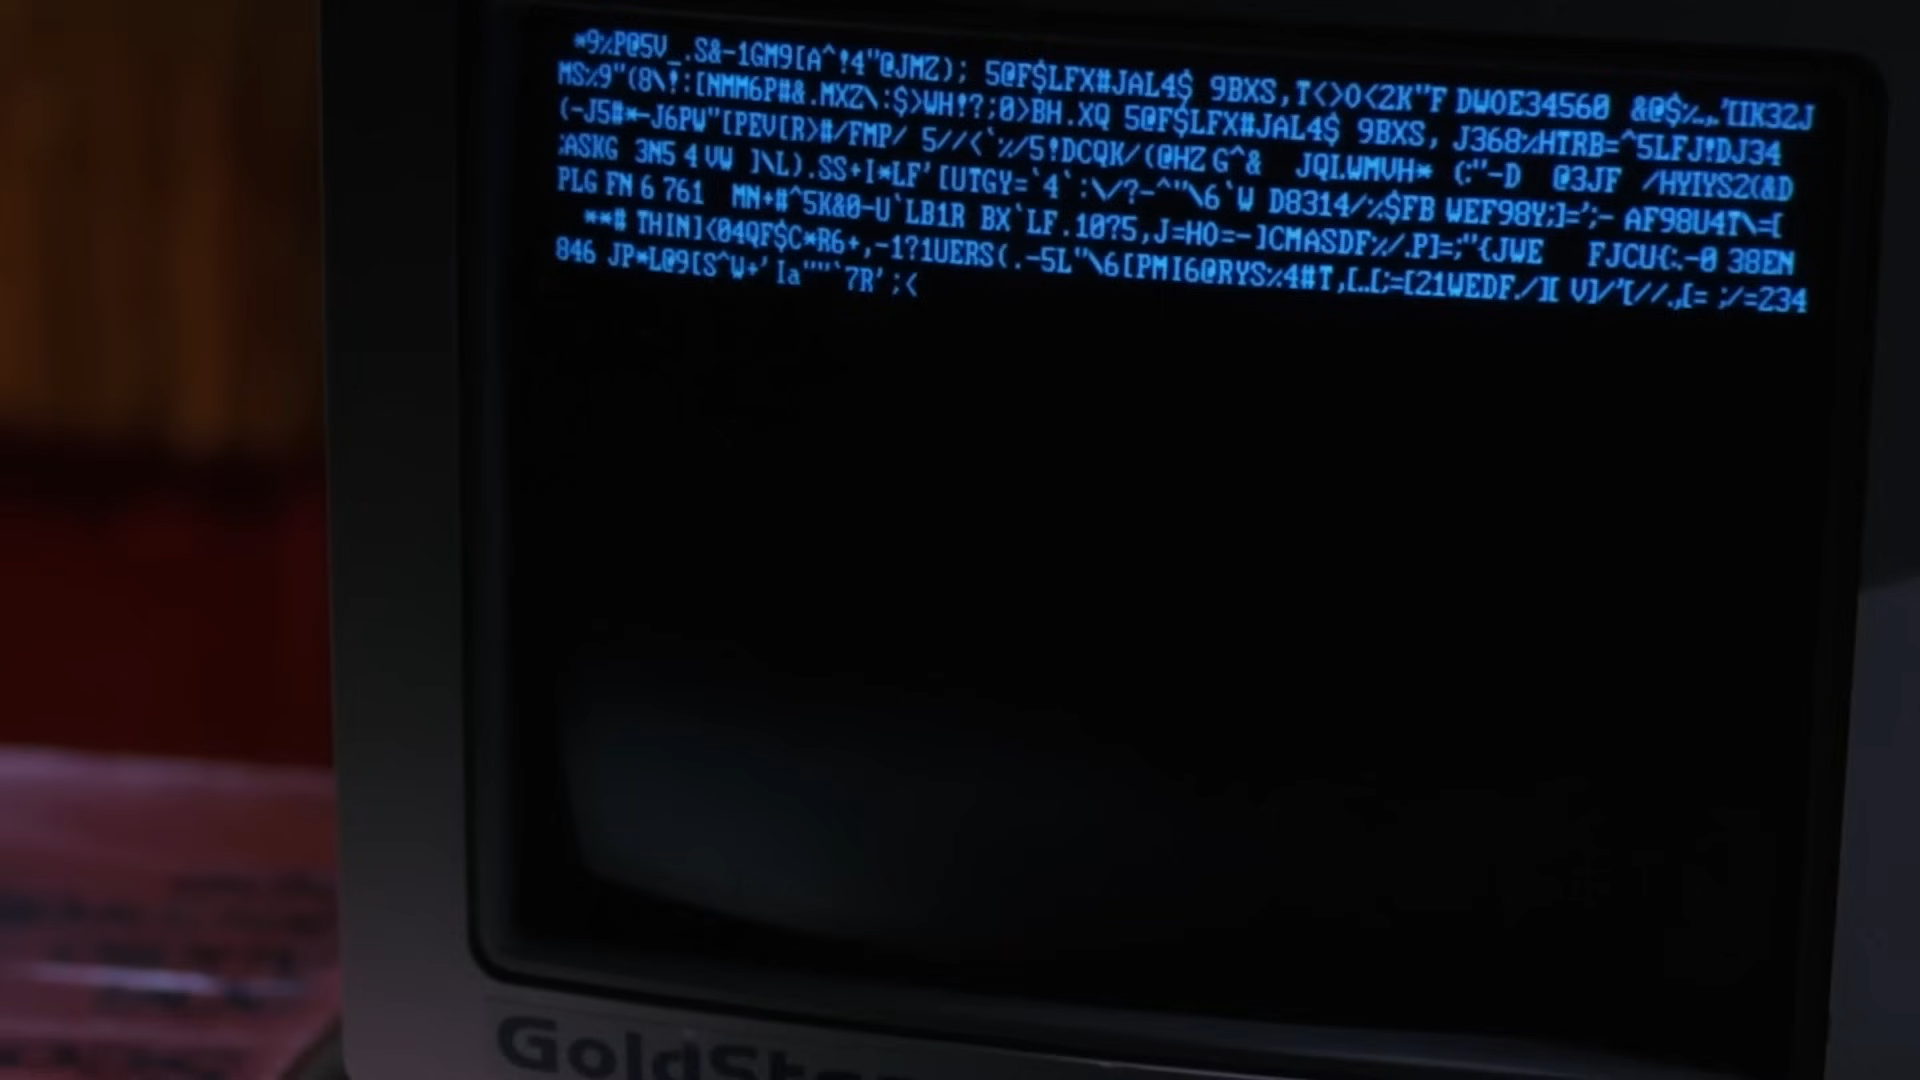 *9%P@5V_.S&-1GM9[A^!4"@JMZ); 5@F$LFX#JAL4$ 9BXS,T<>O<2K"F DWOE34560 &@$%.,.'[IK32J
MS%9"(8\!:[NMM6P#&.MXZ\:$>WH!?;0>BH.XQ 5@F$LFX#JAL4$ 9BXS, J368%HTRB=^5LFJ!DJ34
(-J5#*-J6PW"[PEV[R>#/FMP/ 5//<`%/5!DCQK/(@HZ G^& JQLWMVH* (:"-D @3JF /HYIYS2(&D
;ASKG 3N5 4 VW ]\L).SS+I*LF'[UTGY=`4`:\/?-^"\6`W D8314/%$FB WEF98Y;]=';- AF98U4T\=[
PLG FN 6 761 MN+#^5K&0-U`LB1R BX`LF.10?5,J=HO=-]CMASDF%/.P]=;"{JWE FJCU{:.-0 38EN
**# THIN]<04QF$C*R6+,-1?1UERS(.-5L"\6[PMI6@RYS%4#T,[..[;=[21WEDF./][ V]/'[//.,[= ;/=234
846 JP*L@9[S^W+'Ia""`7R';<